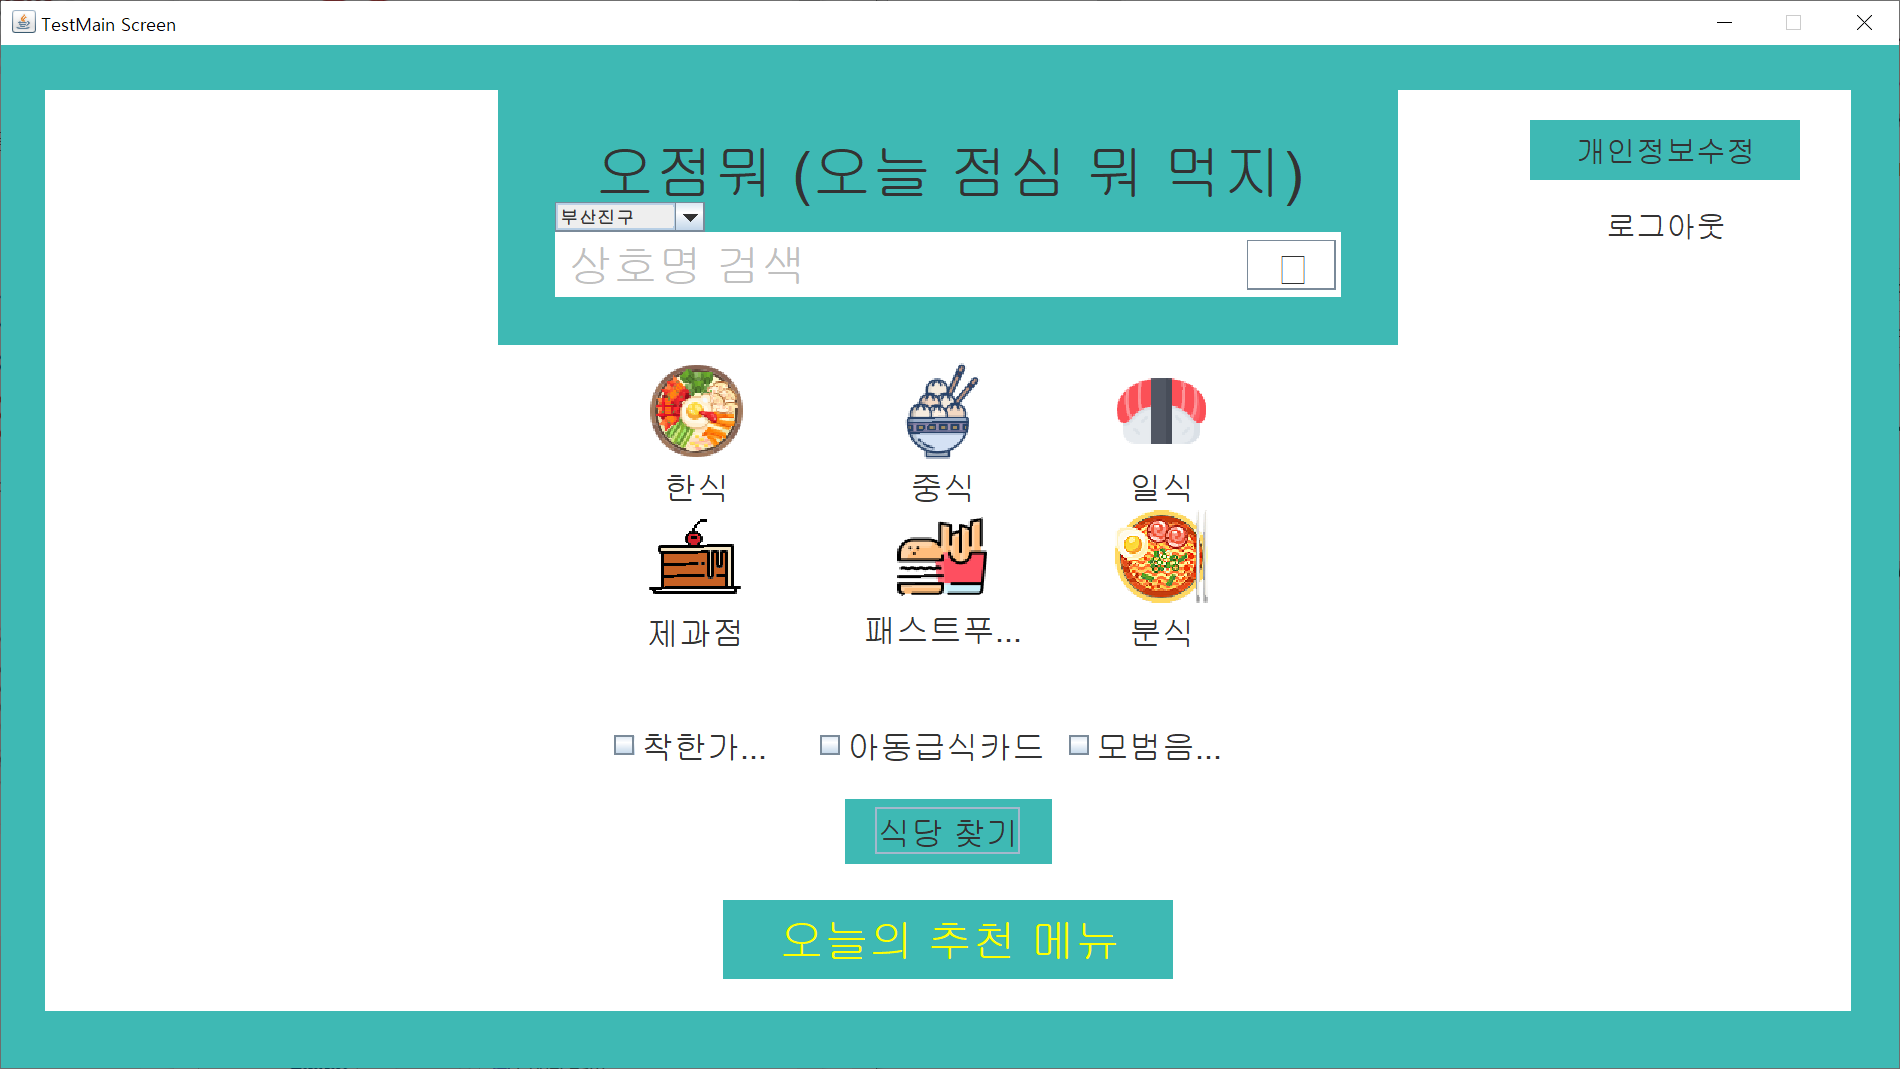 TestMain Screen
오점뭐 (오늘 점심 뭐 먹지)
개인정보수정
부산진구
로그아웃
상호명 검색
한식 중식 일식
제과점 패스트푸... 분식
착한가... 아동급식카드 모범음...
식당 찾기
오늘의 추천 메뉴